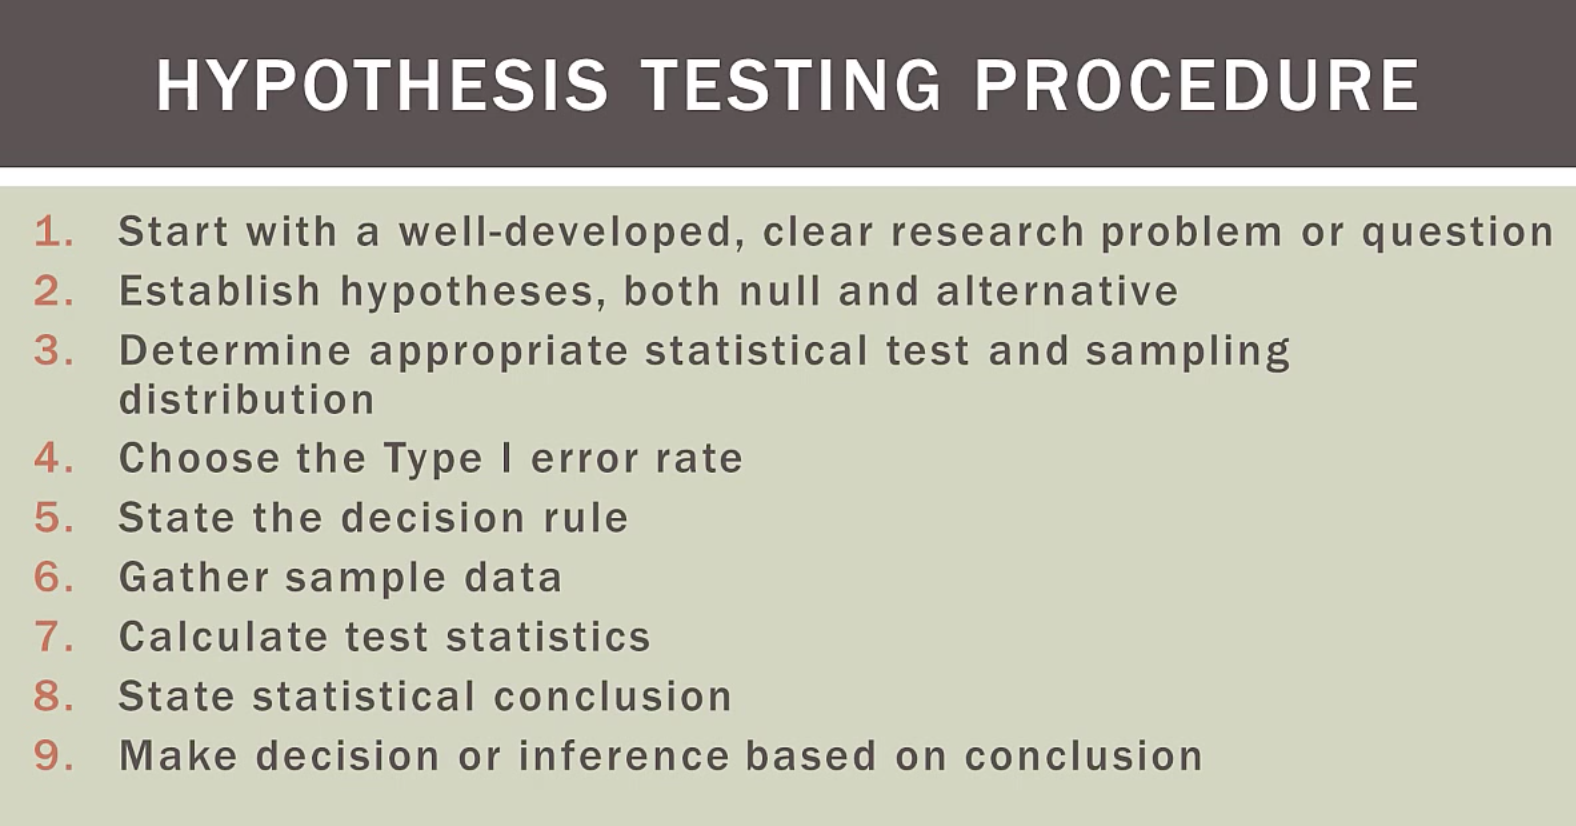 HYPOTHESIS TESTING PROCEDURE
1. Start with a well-developed, clear research problem or question
2. Establish hypotheses, both null and alternative
3. Determine appropriate statistical test and sampling
distribution
4. Choose the Type I error rate
5. State the decision rule
6. Gather sample data
7. Calculate test statistics
8. State statistical conclusion
9. Make decision or inference based on conclusion